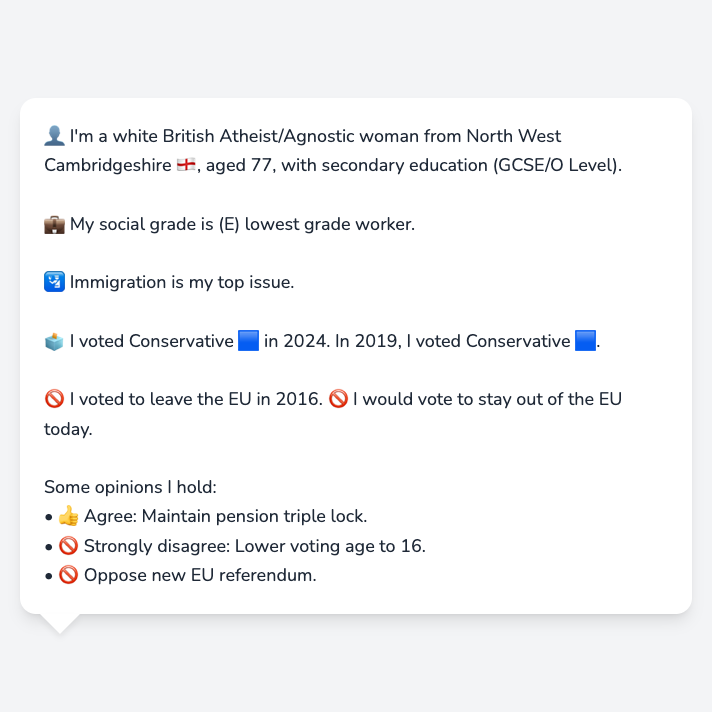 👤 I'm a white British Atheist/Agnostic woman from North West
Cambridgeshire 🏴󠁧󠁢󠁥󠁮󠁧󠁿, aged 77, with secondary education (GCSE/O Level).
💼 My social grade is (E) lowest grade worker.
🛂 Immigration is my top issue.
🗳️ I voted Conservative 🟦 in 2024. In 2019, I voted Conservative 🟦.
🚫 I voted to leave the EU in 2016. 🚫 I would vote to stay out of the EU
today.
Some opinions I hold:
• 👍 Agree: Maintain pension triple lock.
• 🚫 Strongly disagree: Lower voting age to 16.
• 🚫 Oppose new EU referendum.